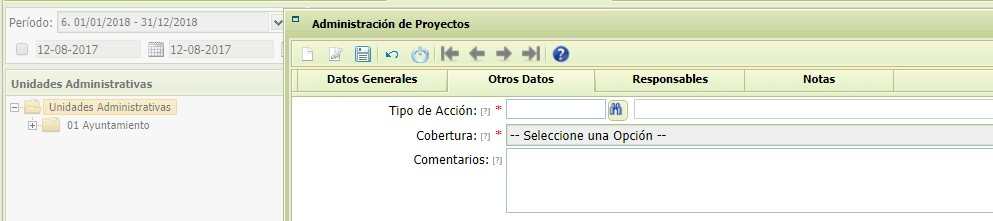 Período: 6. 01/01/2018 - 31/12/2018
12-08-2017 12-08-2017
Unidades Administrativas
Unidades Administrativas
01 Ayuntamiento
Administración de Proyectos
Datos Generales Otros Datos Responsables Notas
Tipo de Acción: [?] *
Cobertura: [?] * -- Seleccione una Opción --
Comentarios: [?]